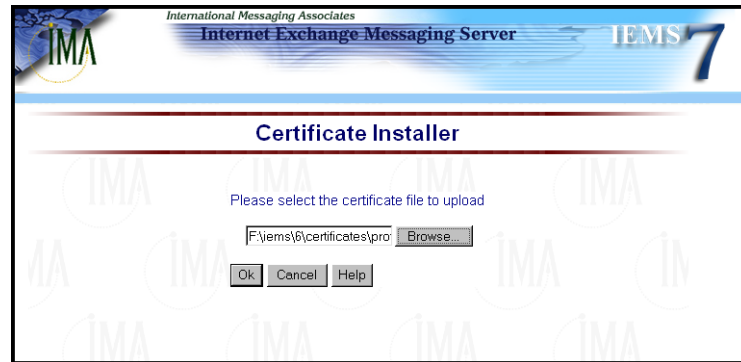 International Messaging Associates
IMA
Internet Exchange Messaging Server
IEMS 7
Certificate Installer
Please select the certificate file to upload
F:\iems\6\certificates\pro
Browse...
Ok Cancel Help